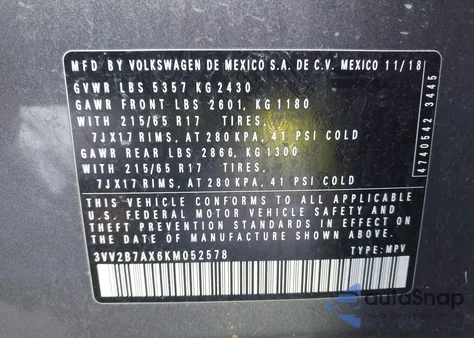 MFD BY VOLKSWAGEN DE MEXICO S.A. DE C.V. MEXICO 11/18
GVWR LBS 5357 KG 2430
GAWR FRONT LBS 2601, KG 1180
WITH 215/65 R17 TIRES,
7JX17 RIMS, AT 280 KPA, 41 PSI COLD
GAWR REAR LBS 2866, KG 1300
WITH 215/65 R17 TIRES,
7JX17 RIMS, AT 280 KPA, 41 PSI COLD
THIS VEHICLE CONFORMS TO ALL APPLICABLE
U.S. FEDERAL MOTOR VEHICLE SAFETY AND
THEFT PREVENTION STANDARDS IN EFFECT ON
THE DATE OF MANUFACTURE SHOWN ABOVE.
3VV2B7AX6KM052578 TYPE: MPV
4740542 3445
autoSnap